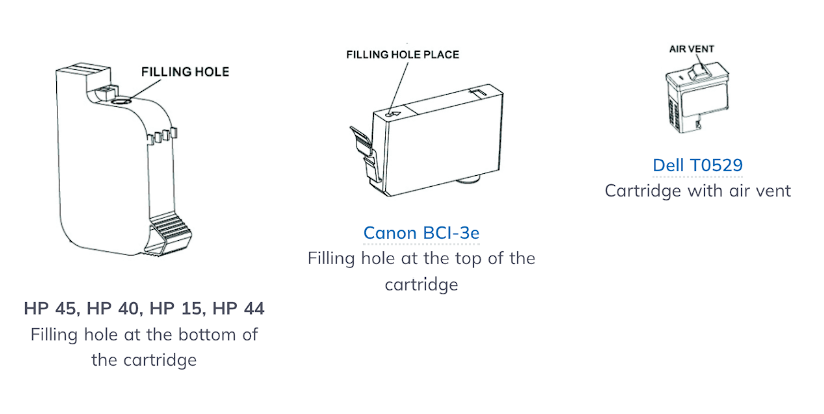 FILLING HOLE
HP 45, HP 40, HP 15, HP 44
Filling hole at the bottom of
the cartridge
FILLING HOLE PLACE
Canon BCI-3e
Filling hole at the top of the
cartridge
AIR VENT
Dell T0529
Cartridge with air vent